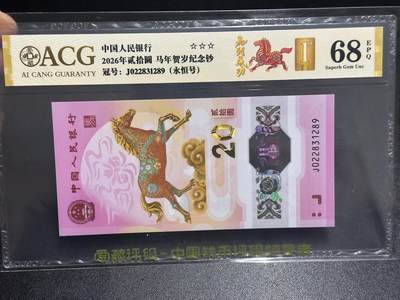 ACG
AI CANG GUARANTY
中国人民银行 ☆☆☆
2026年贰拾圆 马年贺岁纪念钞
冠号：J022831289（永恒号）
68
EPQ
Superb Gem Unc
中国人民银行
贰拾圆
20
J022831289